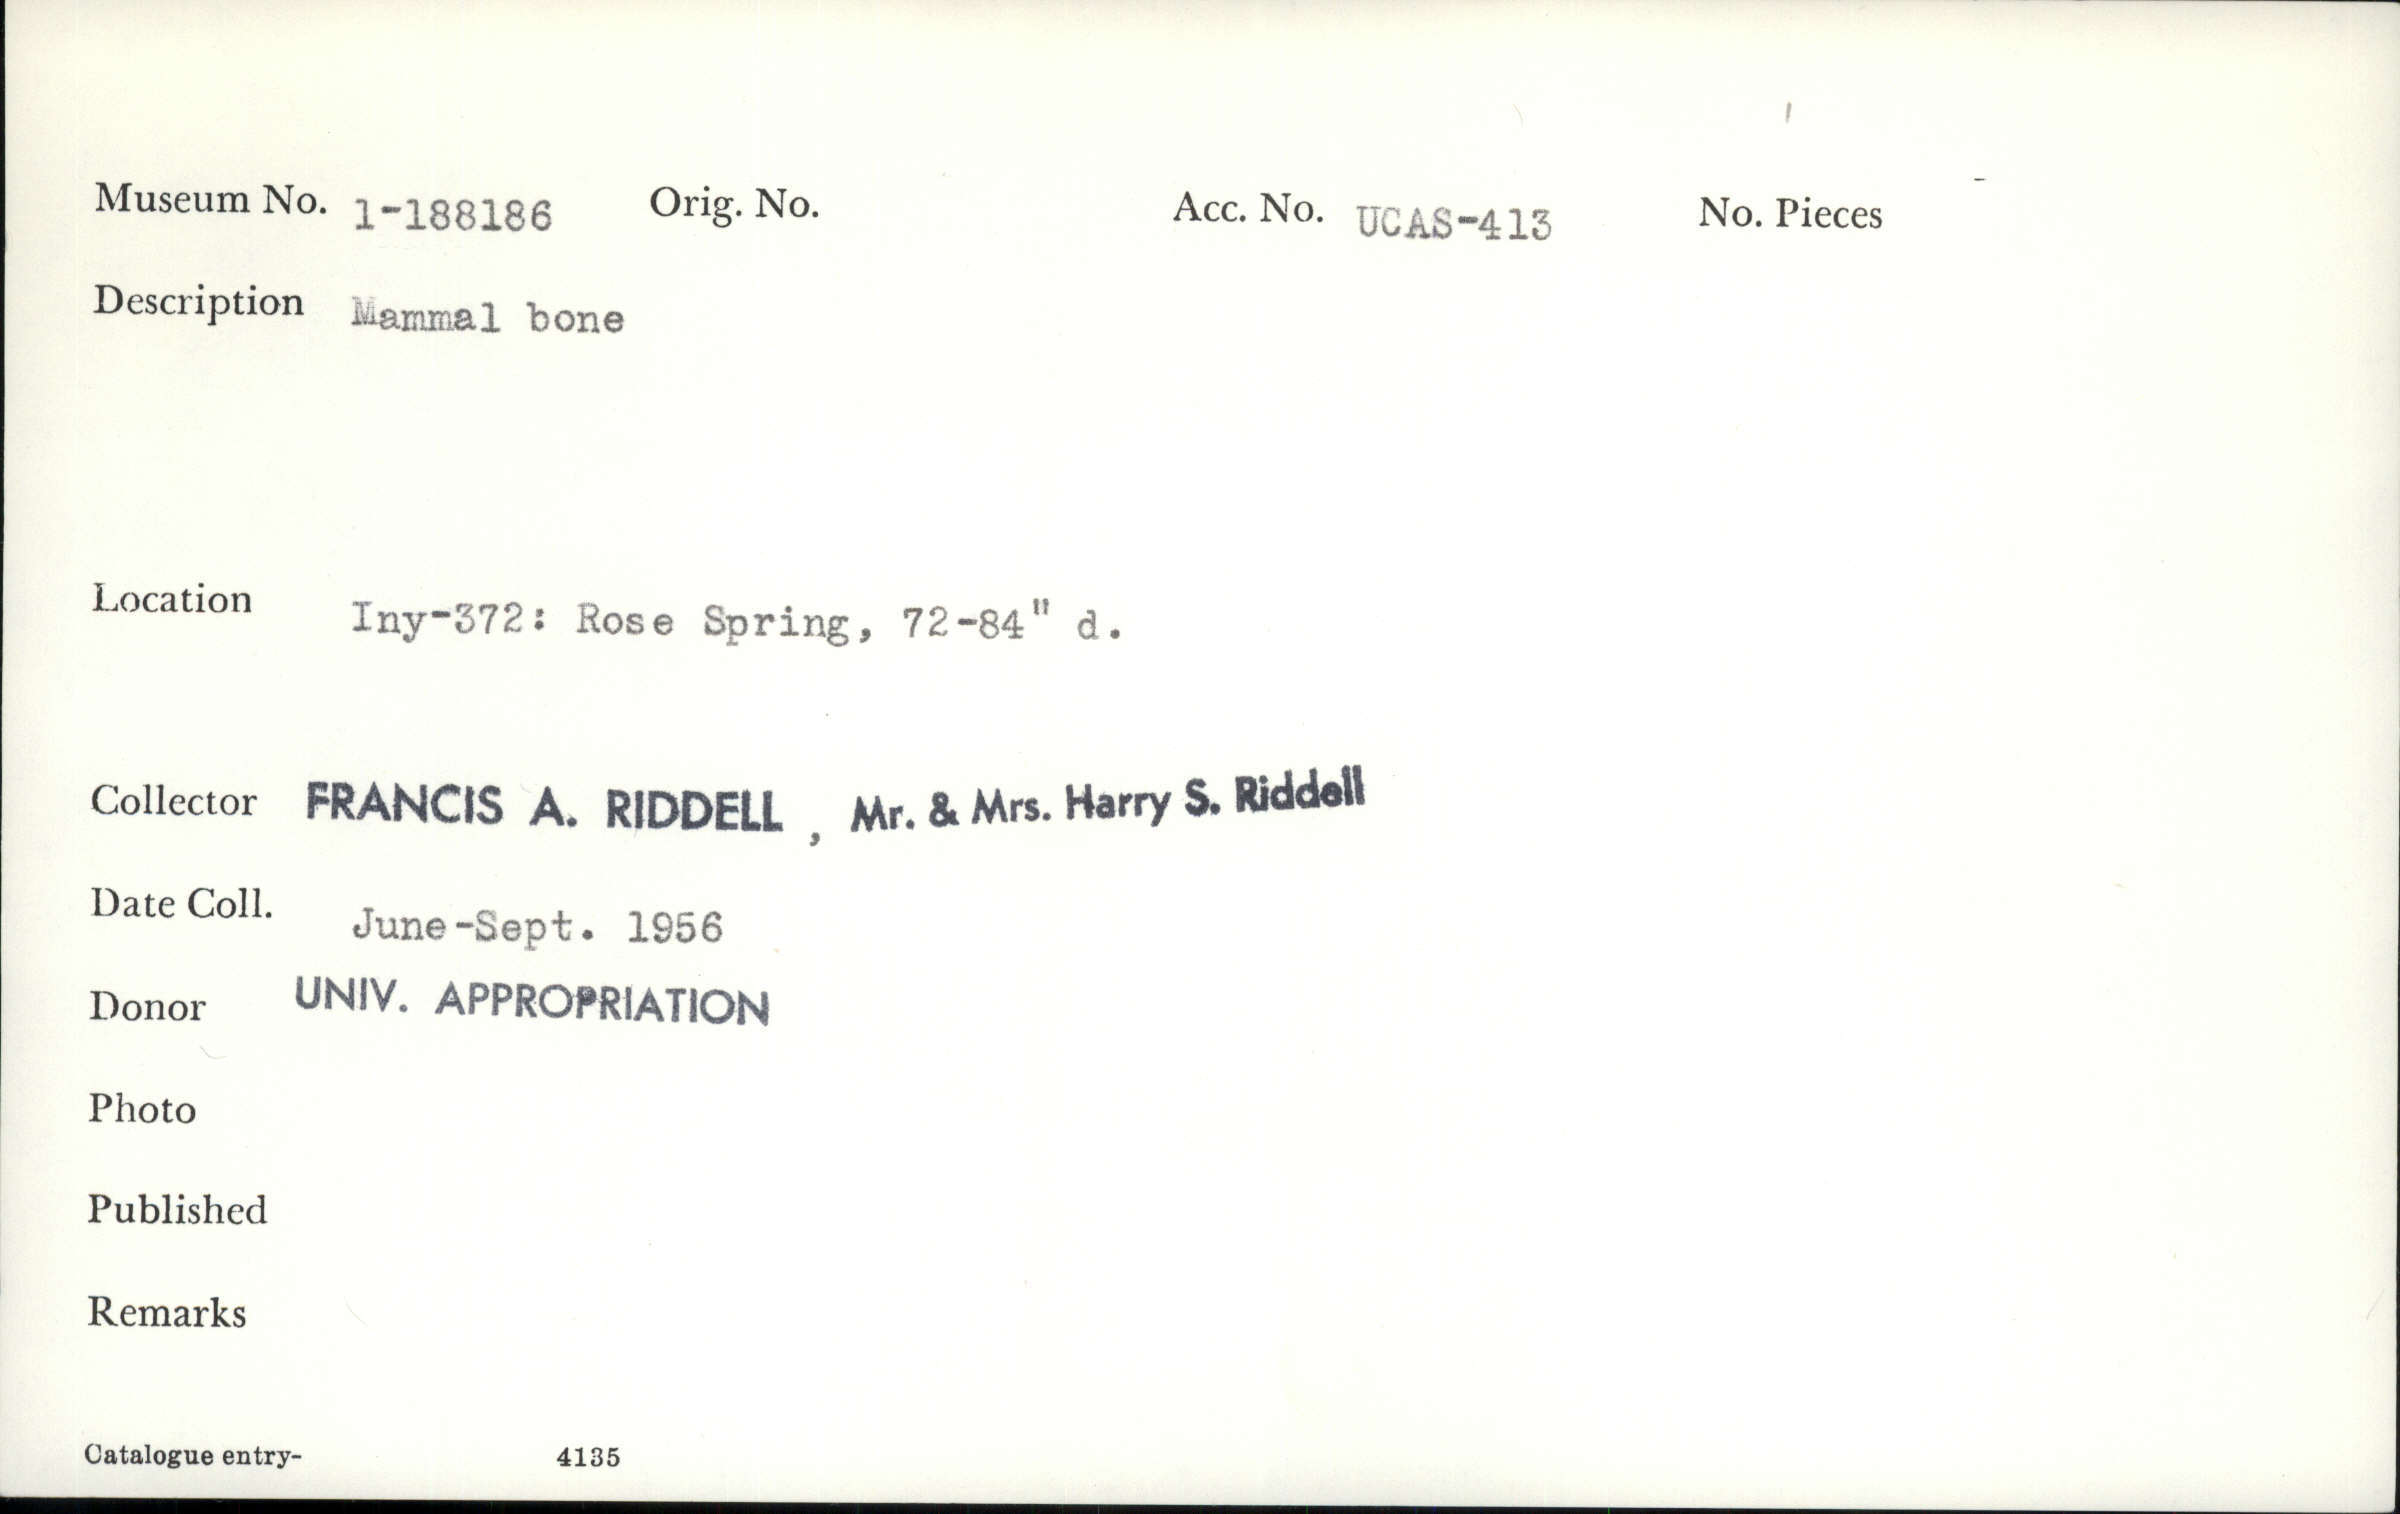 Museum No. 1-188186 Orig. No. Acc. No. UCAS-413 No. Pieces
Description Mammal bone
Location Iny-372: Rose Spring, 72-84" d.
Collector FRANCIS A. RIDDELL , Mr. & Mrs. Harry S. Riddell
Date Coll. June-Sept. 1956
Donor UNIV. APPROPRIATION
Photo
Published
Remarks
Catalogue entry- 4135